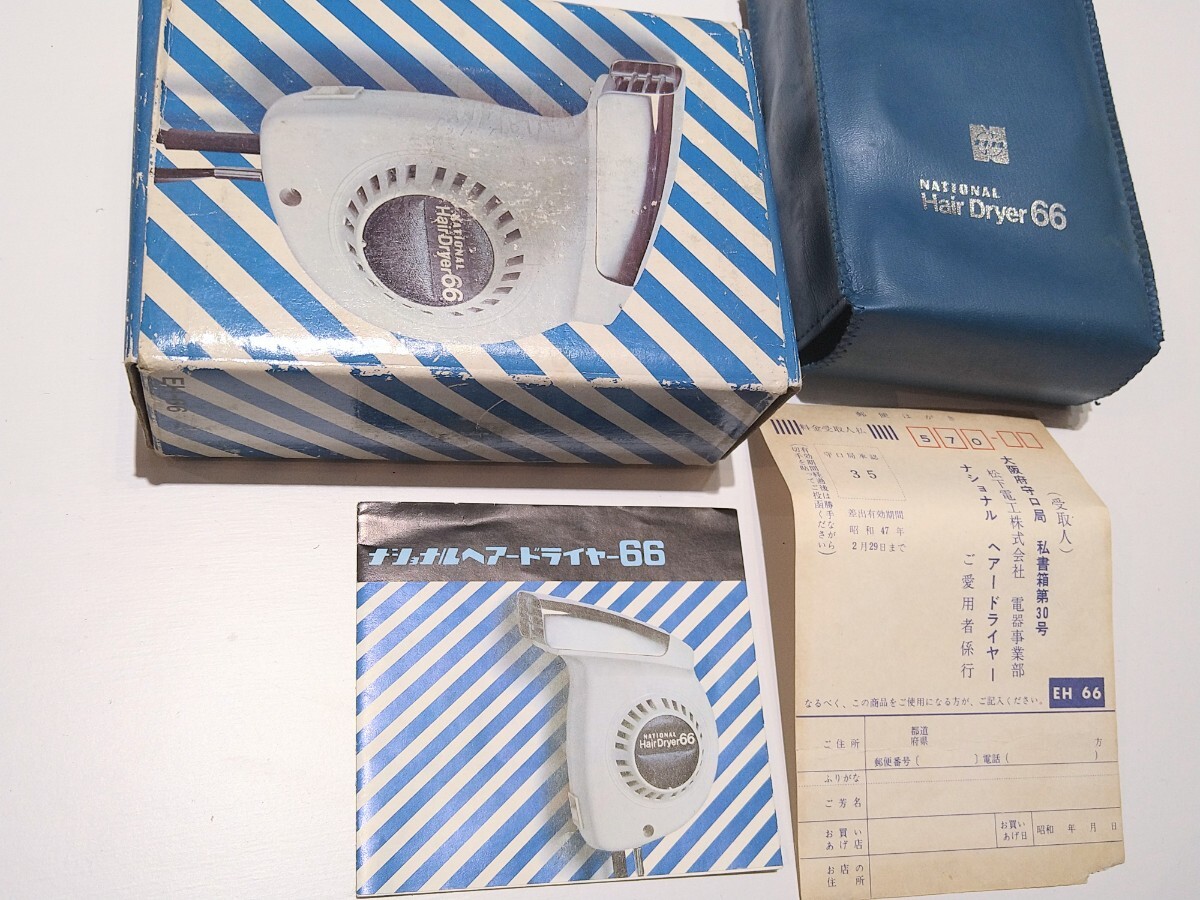 NATIONAL
Hair Dryer 66
EH-66
NATIONAL
Hair Dryer 66
ナショナルヘアードライヤー66
NATIONAL
Hair Dryer 66
郵便はがき
料金受取人払
570-
守口局承認
35
差出有効期間
昭和47年
2月29日まで
(受取人)
大阪府守口局 私書箱第30号
松下電工株式会社 電器事業部
ナショナル ヘアードライヤー
ご愛用者係行
EH 66
なるべく、この商品をご使用になる方が、ご記入ください。
ご住所
都道
府県
方
郵便番号〔 〕電話( )
ふりがな
ご芳名
お買い
あげ店
お買い
あげ日
昭和 年 月 日
お店の
住所